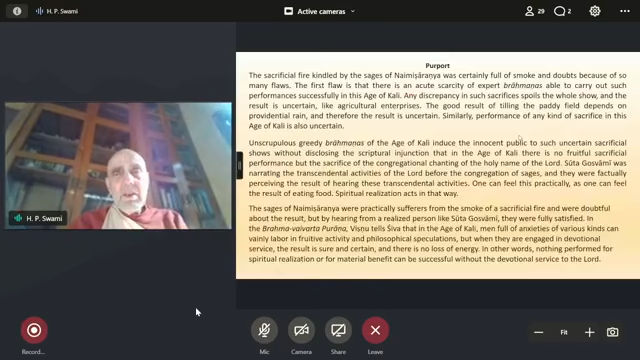 H. P. Swami
Active cameras
29
2
Purport
The sacrificial fire kindled by the sages of Naimiṣāraṇya was certainly full of smoke and doubts because of so
many flaws. The first flaw is that there is an acute scarcity of expert brāhmaṇas able to carry out such
performances successfully in this Age of Kali. Any discrepancy in such sacrifices spoils the whole show, and
the result is uncertain, like agricultural enterprises. The good result of tilling the paddy field depends on
providential rain, and therefore the result is uncertain. Similarly, performance of any kind of sacrifice in this
Age of Kali is also uncertain.
Unscrupulous greedy brāhmaṇas of the Age of Kali induce the innocent public to such uncertain sacrificial
shows without disclosing the scriptural injunction that in the Age of Kali there is no fruitful sacrificial
performance but the sacrifice of the congregational chanting of the holy name of the Lord. Sūta Gosvāmī was
narrating the transcendental activities of the Lord before the congregation of sages, and they were factually
perceiving the result of hearing these transcendental activities. One can feel this practically, as one can feel
the result of eating food. Spiritual realization acts in that way.
The sages of Naimiṣāraṇya were practically sufferers from the smoke of a sacrificial fire and were doubtful
about the result, but by hearing from a realized person like Sūta Gosvāmī, they were fully satisfied. In
the Brahma-vaivarta Purāṇa, Viṣṇu tells Śiva that in the Age of Kali, men full of anxieties of various kinds can
vainly labor in fruitive activity and philosophical speculations, but when they are engaged in devotional
service, the result is sure and certain, and there is no loss of energy. In other words, nothing performed for
spiritual realization or for material benefit can be successful without the devotional service to the Lord.
H. P. Swami
Record...
Mic
Camera
Share
Leave
Fit